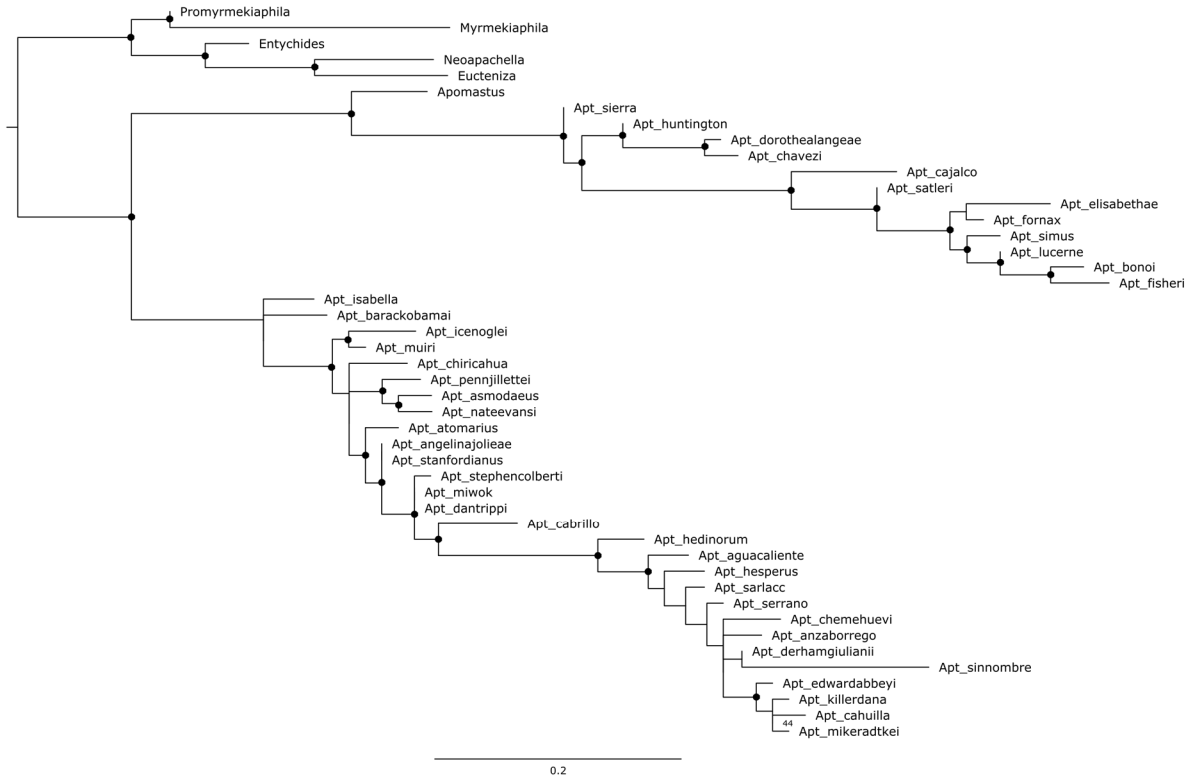 Promyrmekiaphila
Myrmekiaphila
Entychides
Neoapachella
Eucteniza
Apomastus
Apt_sierra
Apt_huntington
Apt_dorothealangeae
Apt_chavezi
Apt_cajalco
Apt_satleri
Apt_elisabethae
Apt_fornax
Apt_simus
Apt_lucerne
Apt_bonoi
Apt_fisheri
Apt_isabella
Apt_barackobamai
Apt_icenoglei
Apt_muiri
Apt_chiricahua
Apt_pennjillettei
Apt_asmodaeus
Apt_nateevansi
Apt_atomarius
Apt_angelinajolieae
Apt_stanfordianus
Apt_stephencolberti
Apt_miwok
Apt_dantrippi
Apt_cabrillo
Apt_hedinorum
Apt_aguacaliente
Apt_hesperus
Apt_sarlacc
Apt_serrano
Apt_chemehuevi
Apt_anzaborrego
Apt_derhamgiulianii
Apt_sinnombre
Apt_edwardabbeyi
Apt_killerdana
Apt_cahuilla
44
Apt_mikeradtkei
0.2